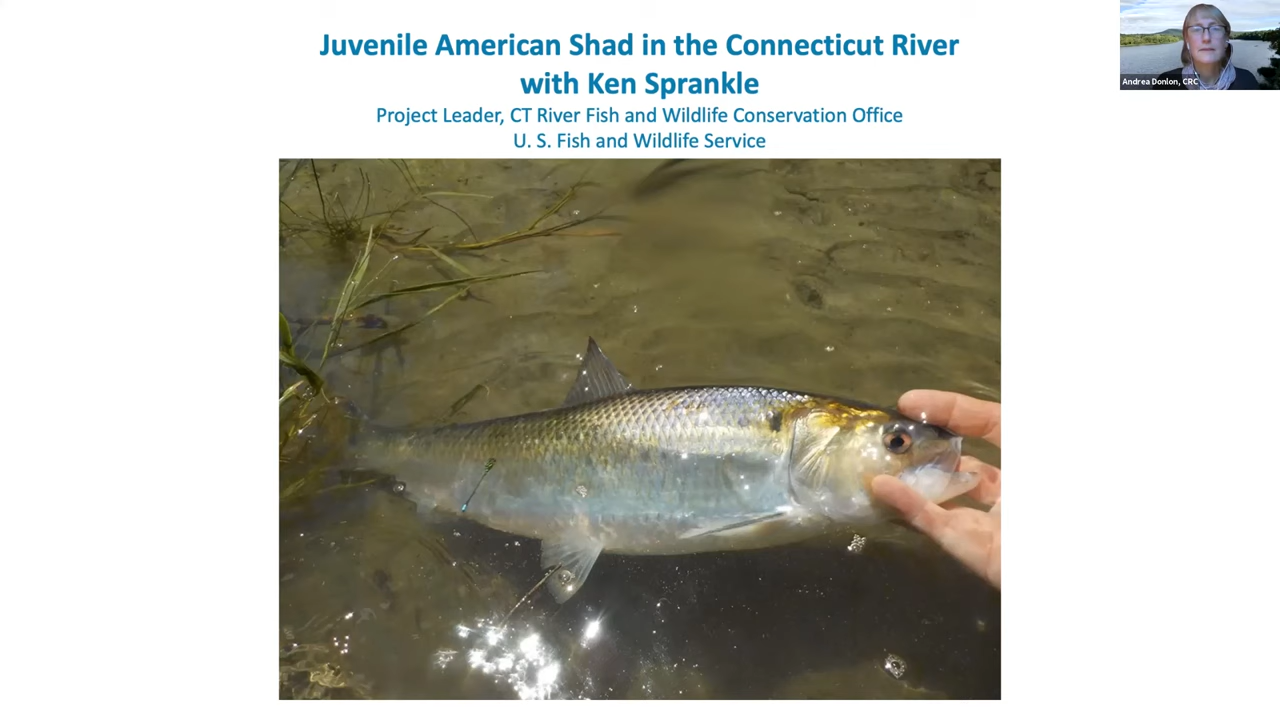 Juvenile American Shad in the Connecticut River
with Ken Sprankle
Project Leader, CT River Fish and Wildlife Conservation Office
U. S. Fish and Wildlife Service
Andrea Donlon, CRC